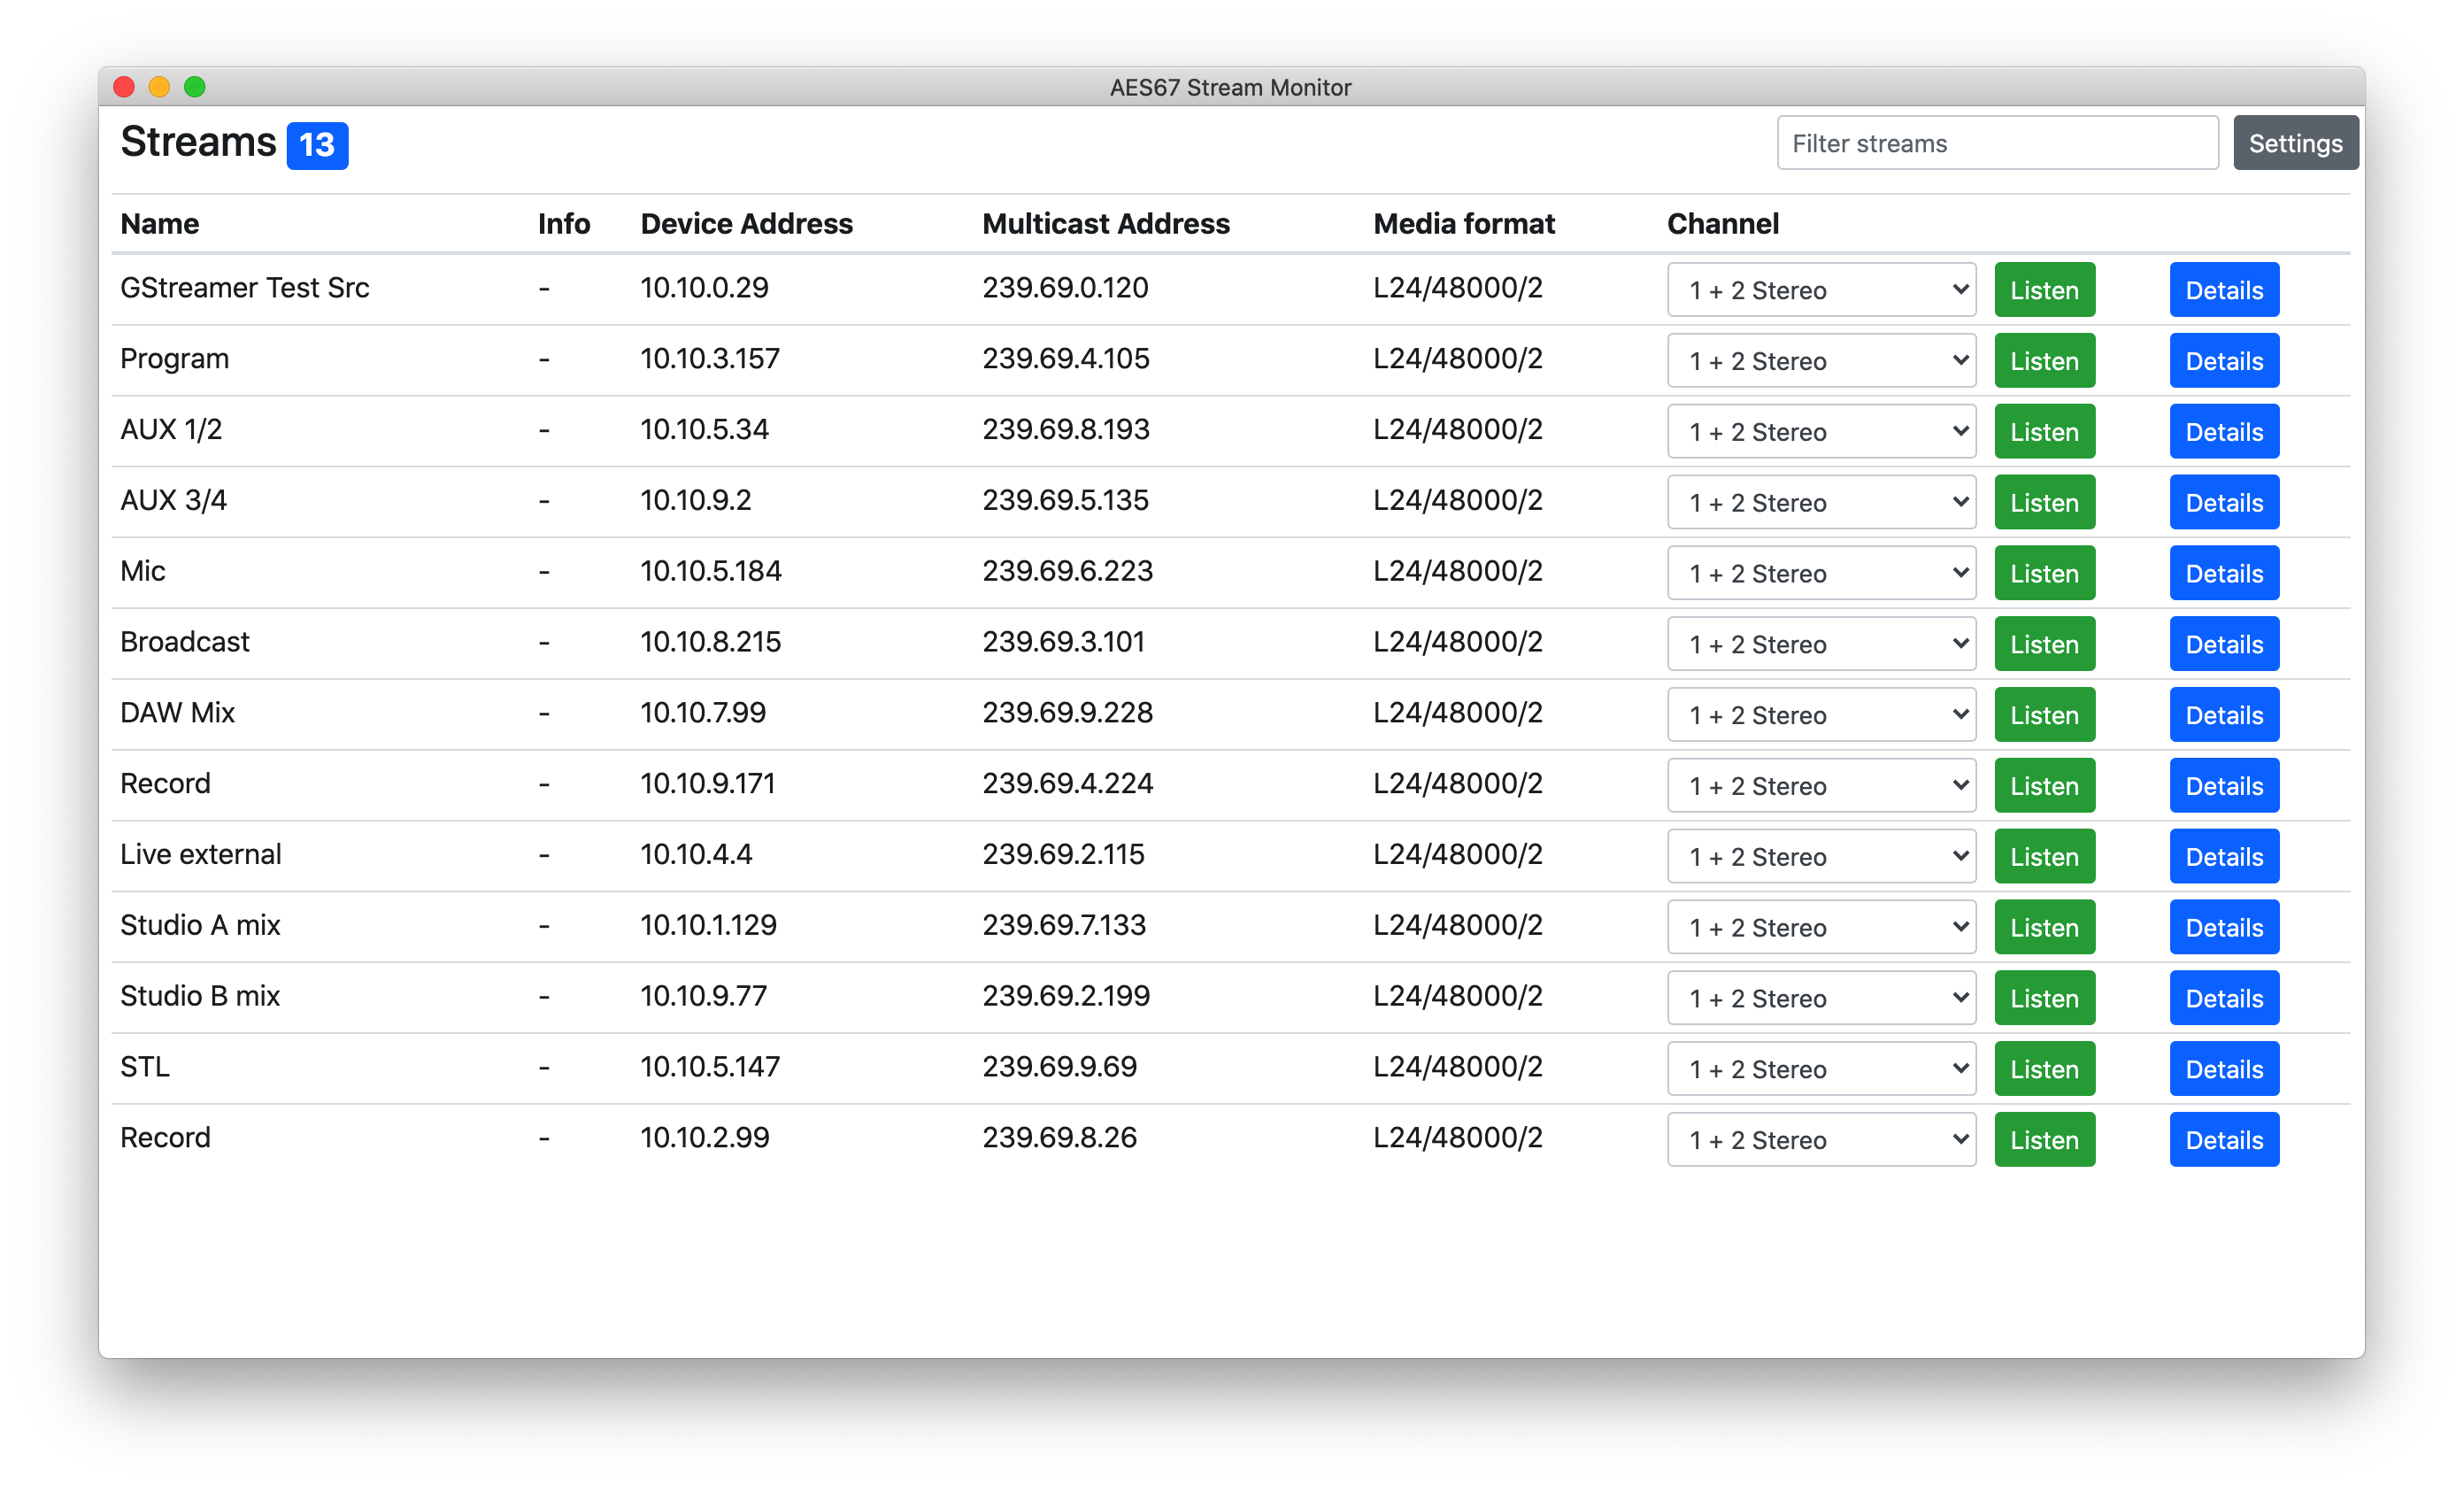 AES67 Stream Monitor
Streams 13 Filter streams Settings
Name Info Device Address Multicast Address Media format Channel
GStreamer Test Src - 10.10.0.29 239.69.0.120 L24/48000/2 1 + 2 Stereo Listen Details
Program - 10.10.3.157 239.69.4.105 L24/48000/2 1 + 2 Stereo Listen Details
AUX 1/2 - 10.10.5.34 239.69.8.193 L24/48000/2 1 + 2 Stereo Listen Details
AUX 3/4 - 10.10.9.2 239.69.5.135 L24/48000/2 1 + 2 Stereo Listen Details
Mic - 10.10.5.184 239.69.6.223 L24/48000/2 1 + 2 Stereo Listen Details
Broadcast - 10.10.8.215 239.69.3.101 L24/48000/2 1 + 2 Stereo Listen Details
DAW Mix - 10.10.7.99 239.69.9.228 L24/48000/2 1 + 2 Stereo Listen Details
Record - 10.10.9.171 239.69.4.224 L24/48000/2 1 + 2 Stereo Listen Details
Live external - 10.10.4.4 239.69.2.115 L24/48000/2 1 + 2 Stereo Listen Details
Studio A mix - 10.10.1.129 239.69.7.133 L24/48000/2 1 + 2 Stereo Listen Details
Studio B mix - 10.10.9.77 239.69.2.199 L24/48000/2 1 + 2 Stereo Listen Details
STL - 10.10.5.147 239.69.9.69 L24/48000/2 1 + 2 Stereo Listen Details
Record - 10.10.2.99 239.69.8.26 L24/48000/2 1 + 2 Stereo Listen Details